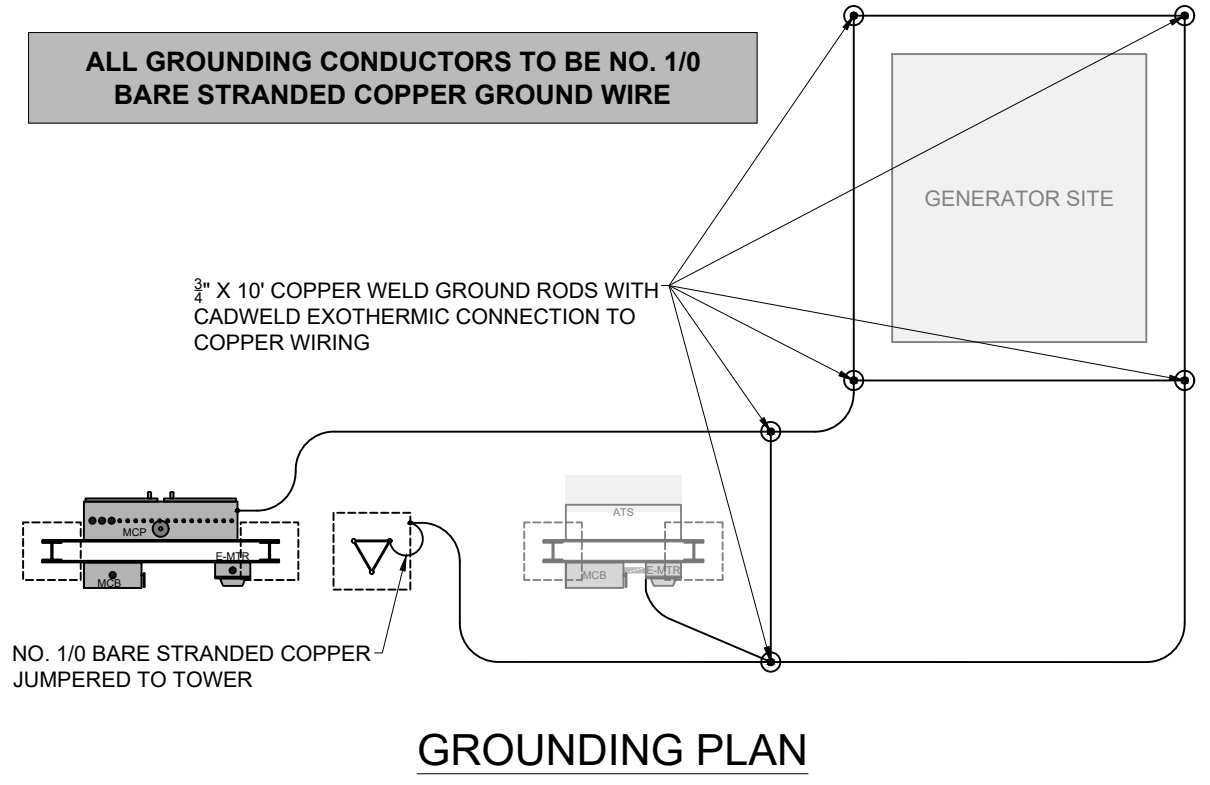 ALL GROUNDING CONDUCTORS TO BE NO. 1/0
BARE STRANDED COPPER GROUND WIRE
GENERATOR SITE
3/4" X 10' COPPER WELD GROUND RODS WITH
CADWELD EXOTHERMIC CONNECTION TO
COPPER WIRING
MCP
E-MTR
MCB
ATS
MCB
E-MTR
NO. 1/0 BARE STRANDED COPPER
JUMPERED TO TOWER
GROUNDING PLAN